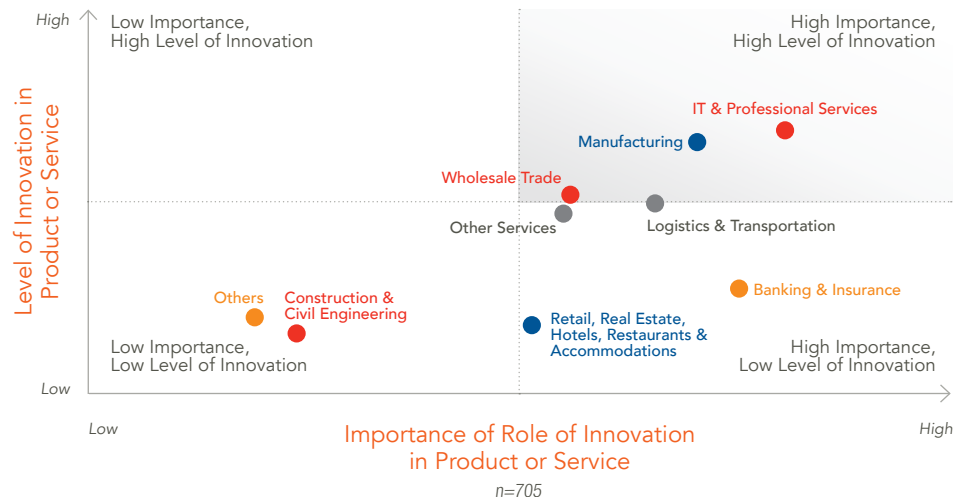 High
Low Importance,
High Level of Innovation
High Importance,
High Level of Innovation
Level of Innovation in
Product or Service
IT & Professional Services
Manufacturing
Wholesale Trade
Other Services
Logistics & Transportation
Banking & Insurance
Others
Construction &
Civil Engineering
Retail, Real Estate,
Hotels, Restaurants &
Accommodations
Low Importance,
Low Level of Innovation
High Importance,
Low Level of Innovation
Low
Low
High
Importance of Role of Innovation
in Product or Service
n=705